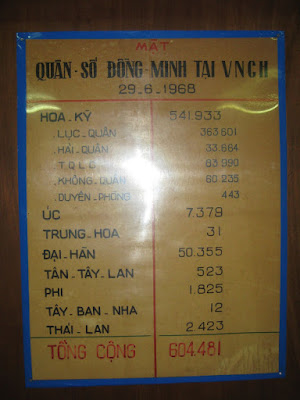 MẬT
QUÂN-SỐ ĐỒNG-MINH TẠI VNCH
29-6-1968
HOA-KỲ 541.933
.LỤC-QUÂN 363.601
.HẢI-QUÂN 33.664
.T.Q.L.C 83.990
.KHÔNG-QUÂN 60.235
.DUYÊN-PHÒNG 443
ÚC 7.379
TRUNG-HOA 31
ĐẠI-HÀN 50.355
TÂN-TÂY-LAN 523
PHI 1.825
TÂY-BAN-NHA 12
THÁI-LAN 2.423
TỔNG CỘNG 604.481